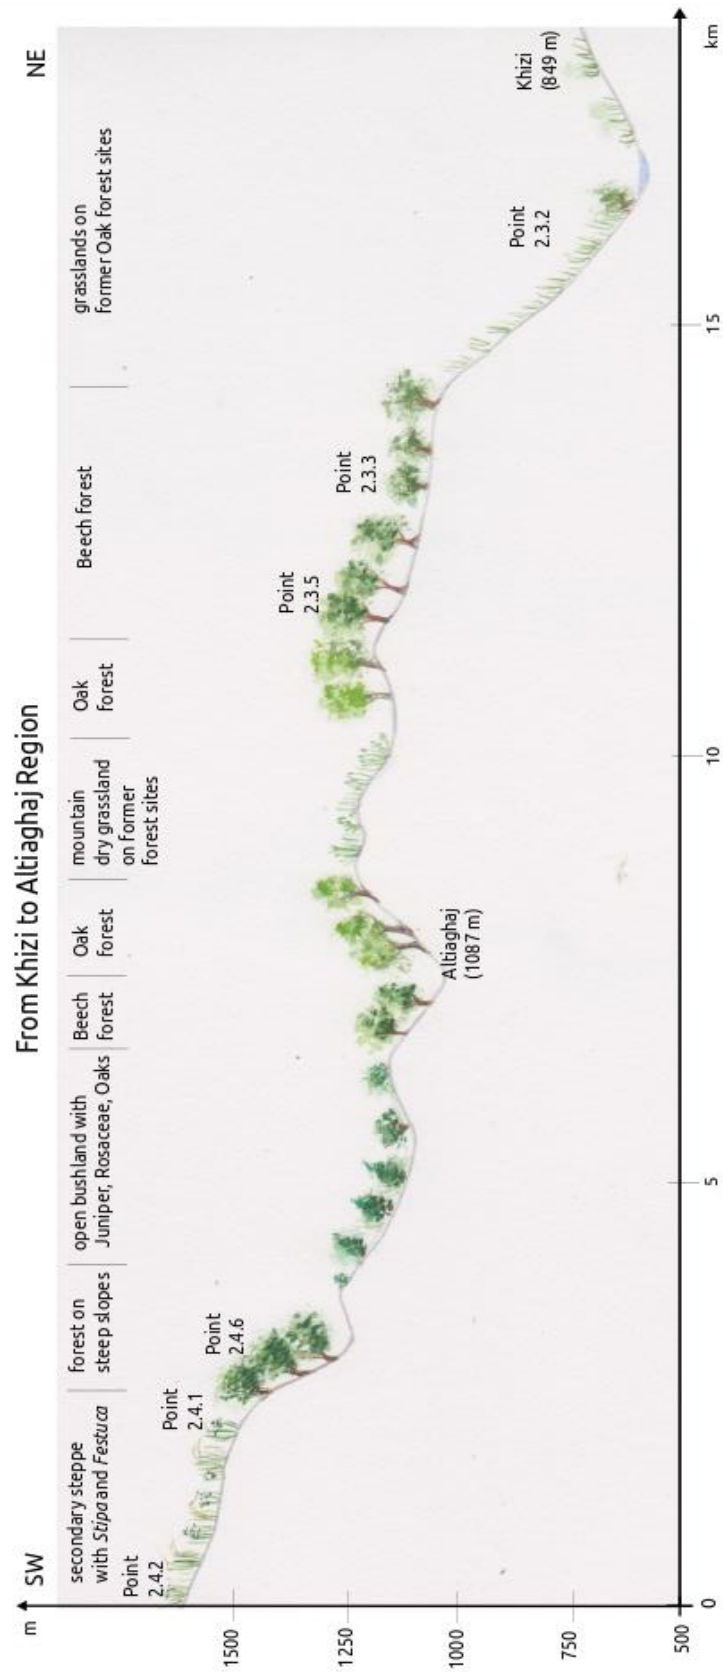 From Khizi to Altiaghaj Region
m
SW
NE
secondary steppe
with Stipa and Festuca
forest on
steep slopes
open bushland with
Juniper, Rosaceae, Oaks
Beech
forest
Oak
forest
mountain
dry grassland
on former
forest sites
Oak
forest
Beech forest
grasslands on
former Oak forest sites
Point
2.4.2
Point
2.4.1
Point
2.4.6
Altiaghaj
(1087 m)
Point
2.3.5
Point
2.3.3
Point
2.3.2
Khizi
(849 m)
1500
1250
1000
750
500
0
5
10
15
km